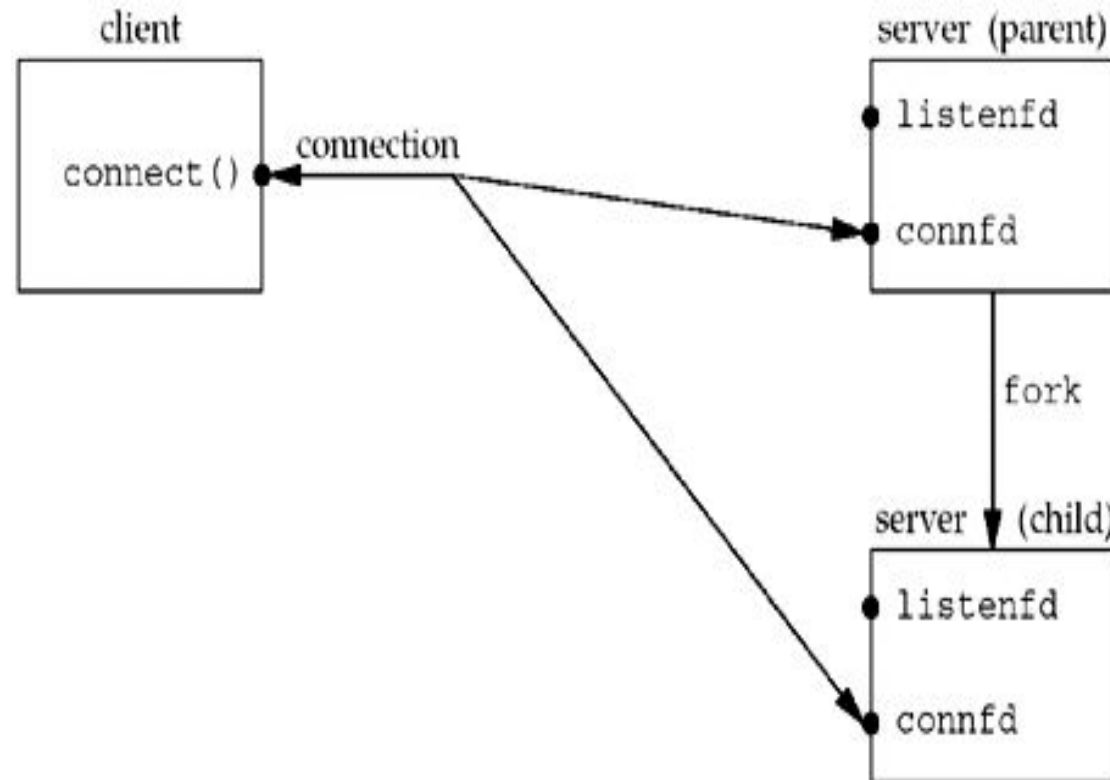 client
connect()
connection
server (parent)
listenfd
connfd
fork
server (child)
listenfd
connfd